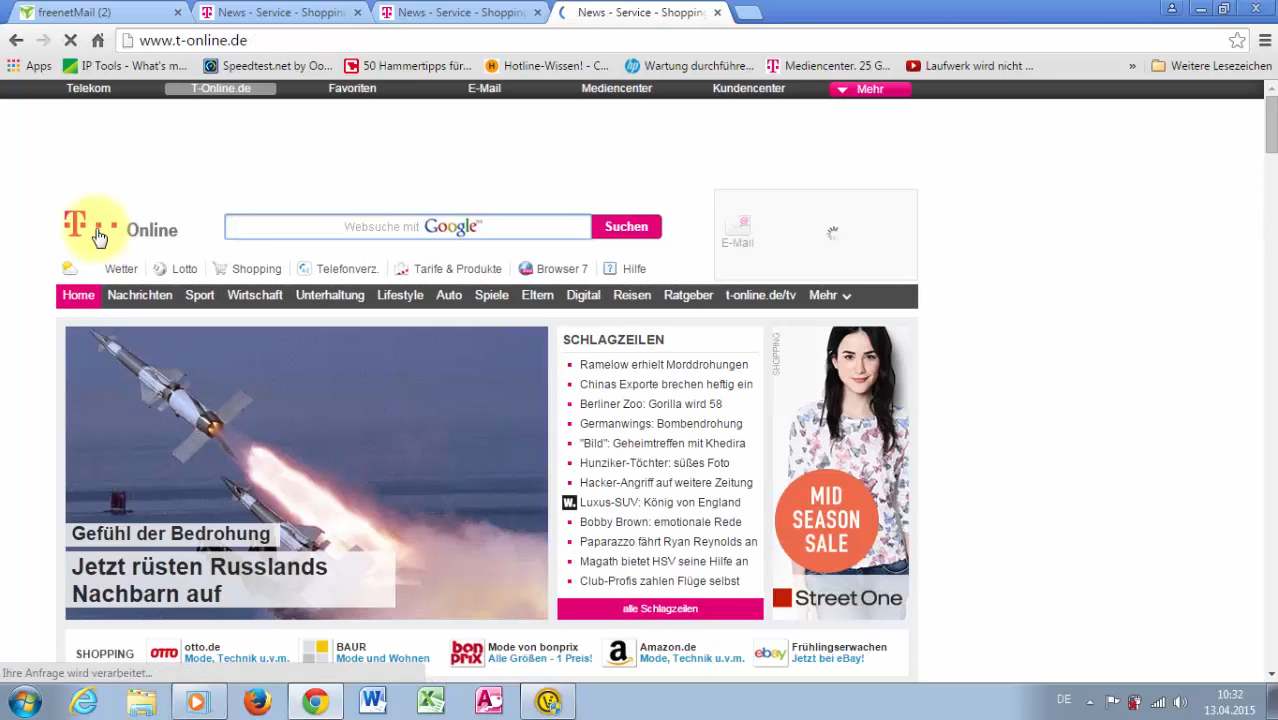 freenetMail (2)
News - Service - Shoppin
News - Service - Shoppin
News - Service - Shoppin
www.t-online.de
Apps
IP Tools - What's m...
Speedtest.net by Oo...
50 Hammertipps für...
Hotline-Wissen! - C...
Wartung durchführe...
Mediencenter. 25 G...
Laufwerk wird nicht ...
»
Weitere Lesezeichen
Telekom
T-Online.de
Favoriten
E-Mail
Mediencenter
Kundencenter
Mehr
T Online
Websuche mit Google™
Suchen
E-Mail
Wetter
Lotto
Shopping
Telefonverz.
Tarife & Produkte
Browser 7
Hilfe
Home
Nachrichten
Sport
Wirtschaft
Unterhaltung
Lifestyle
Auto
Spiele
Eltern
Digital
Reisen
Ratgeber
t-online.de/tv
Mehr
Gefühl der Bedrohung
Jetzt rüsten Russlands
Nachbarn auf
SCHLAGZEILEN
Ramelow erhielt Morddrohungen
Chinas Exporte brechen heftig ein
Berliner Zoo: Gorilla wird 58
Germanwings: Bombendrohung
"Bild": Geheimtreffen mit Khedira
Hunziker-Töchter: süßes Foto
Hacker-Angriff auf weitere Zeitung
W. Luxus-SUV: König von England
Bobby Brown: emotionale Rede
Paparazzo fährt Ryan Reynolds an
Magath bietet HSV seine Hilfe an
Club-Profis zahlen Flüge selbst
alle Schlagzeilen
SHOPPING
MID
SEASON
SALE
Street One
SHOPPING
OTTO
otto.de
Mode, Technik u.v.m.
BAUR
Mode und Wohnen
bon
prix
Mode von bonprix
Alle Größen - 1 Preis!
a
Amazon.de
Mode, Technik u.v.m.
ebay
Frühlingserwachen
Jetzt bei eBay!
Ihre Anfrage wird verarbeitet...
DE
10:32
13.04.2015